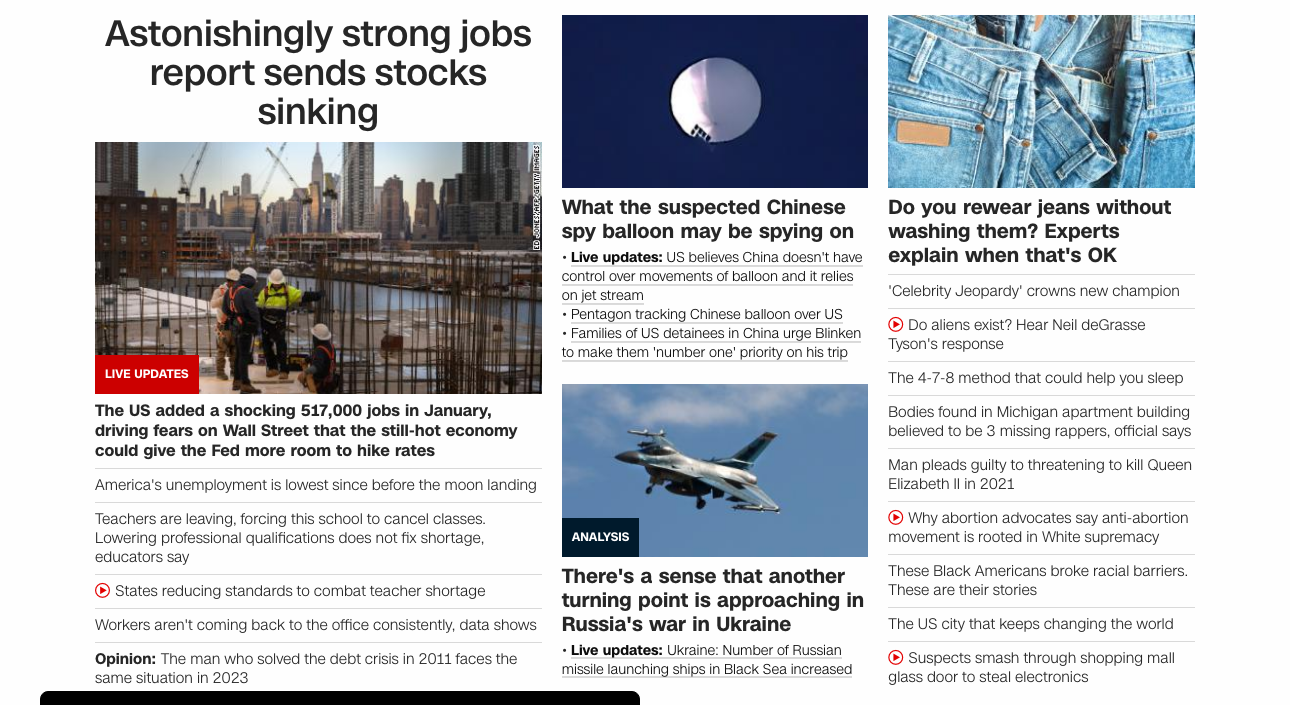 Astonishingly strong jobs
report sends stocks
sinking
ED JONES/AFP/GETTY IMAGES
LIVE UPDATES
The US added a shocking 517,000 jobs in January,
driving fears on Wall Street that the still-hot economy
could give the Fed more room to hike rates
America's unemployment is lowest since before the moon landing
Teachers are leaving, forcing this school to cancel classes.
Lowering professional qualifications does not fix shortage,
educators say
States reducing standards to combat teacher shortage
Workers aren't coming back to the office consistently, data shows
Opinion: The man who solved the debt crisis in 2011 faces the
same situation in 2023
What the suspected Chinese
spy balloon may be spying on
• Live updates: US believes China doesn't have
control over movements of balloon and it relies
on jet stream
• Pentagon tracking Chinese balloon over US
• Families of US detainees in China urge Blinken
to make them 'number one' priority on his trip
ANALYSIS
There's a sense that another
turning point is approaching in
Russia's war in Ukraine
• Live updates: Ukraine: Number of Russian
missile launching ships in Black Sea increased
Do you rewear jeans without
washing them? Experts
explain when that's OK
'Celebrity Jeopardy' crowns new champion
Do aliens exist? Hear Neil deGrasse
Tyson's response
The 4-7-8 method that could help you sleep
Bodies found in Michigan apartment building
believed to be 3 missing rappers, official says
Man pleads guilty to threatening to kill Queen
Elizabeth II in 2021
Why abortion advocates say anti-abortion
movement is rooted in White supremacy
These Black Americans broke racial barriers.
These are their stories
The US city that keeps changing the world
Suspects smash through shopping mall
glass door to steal electronics